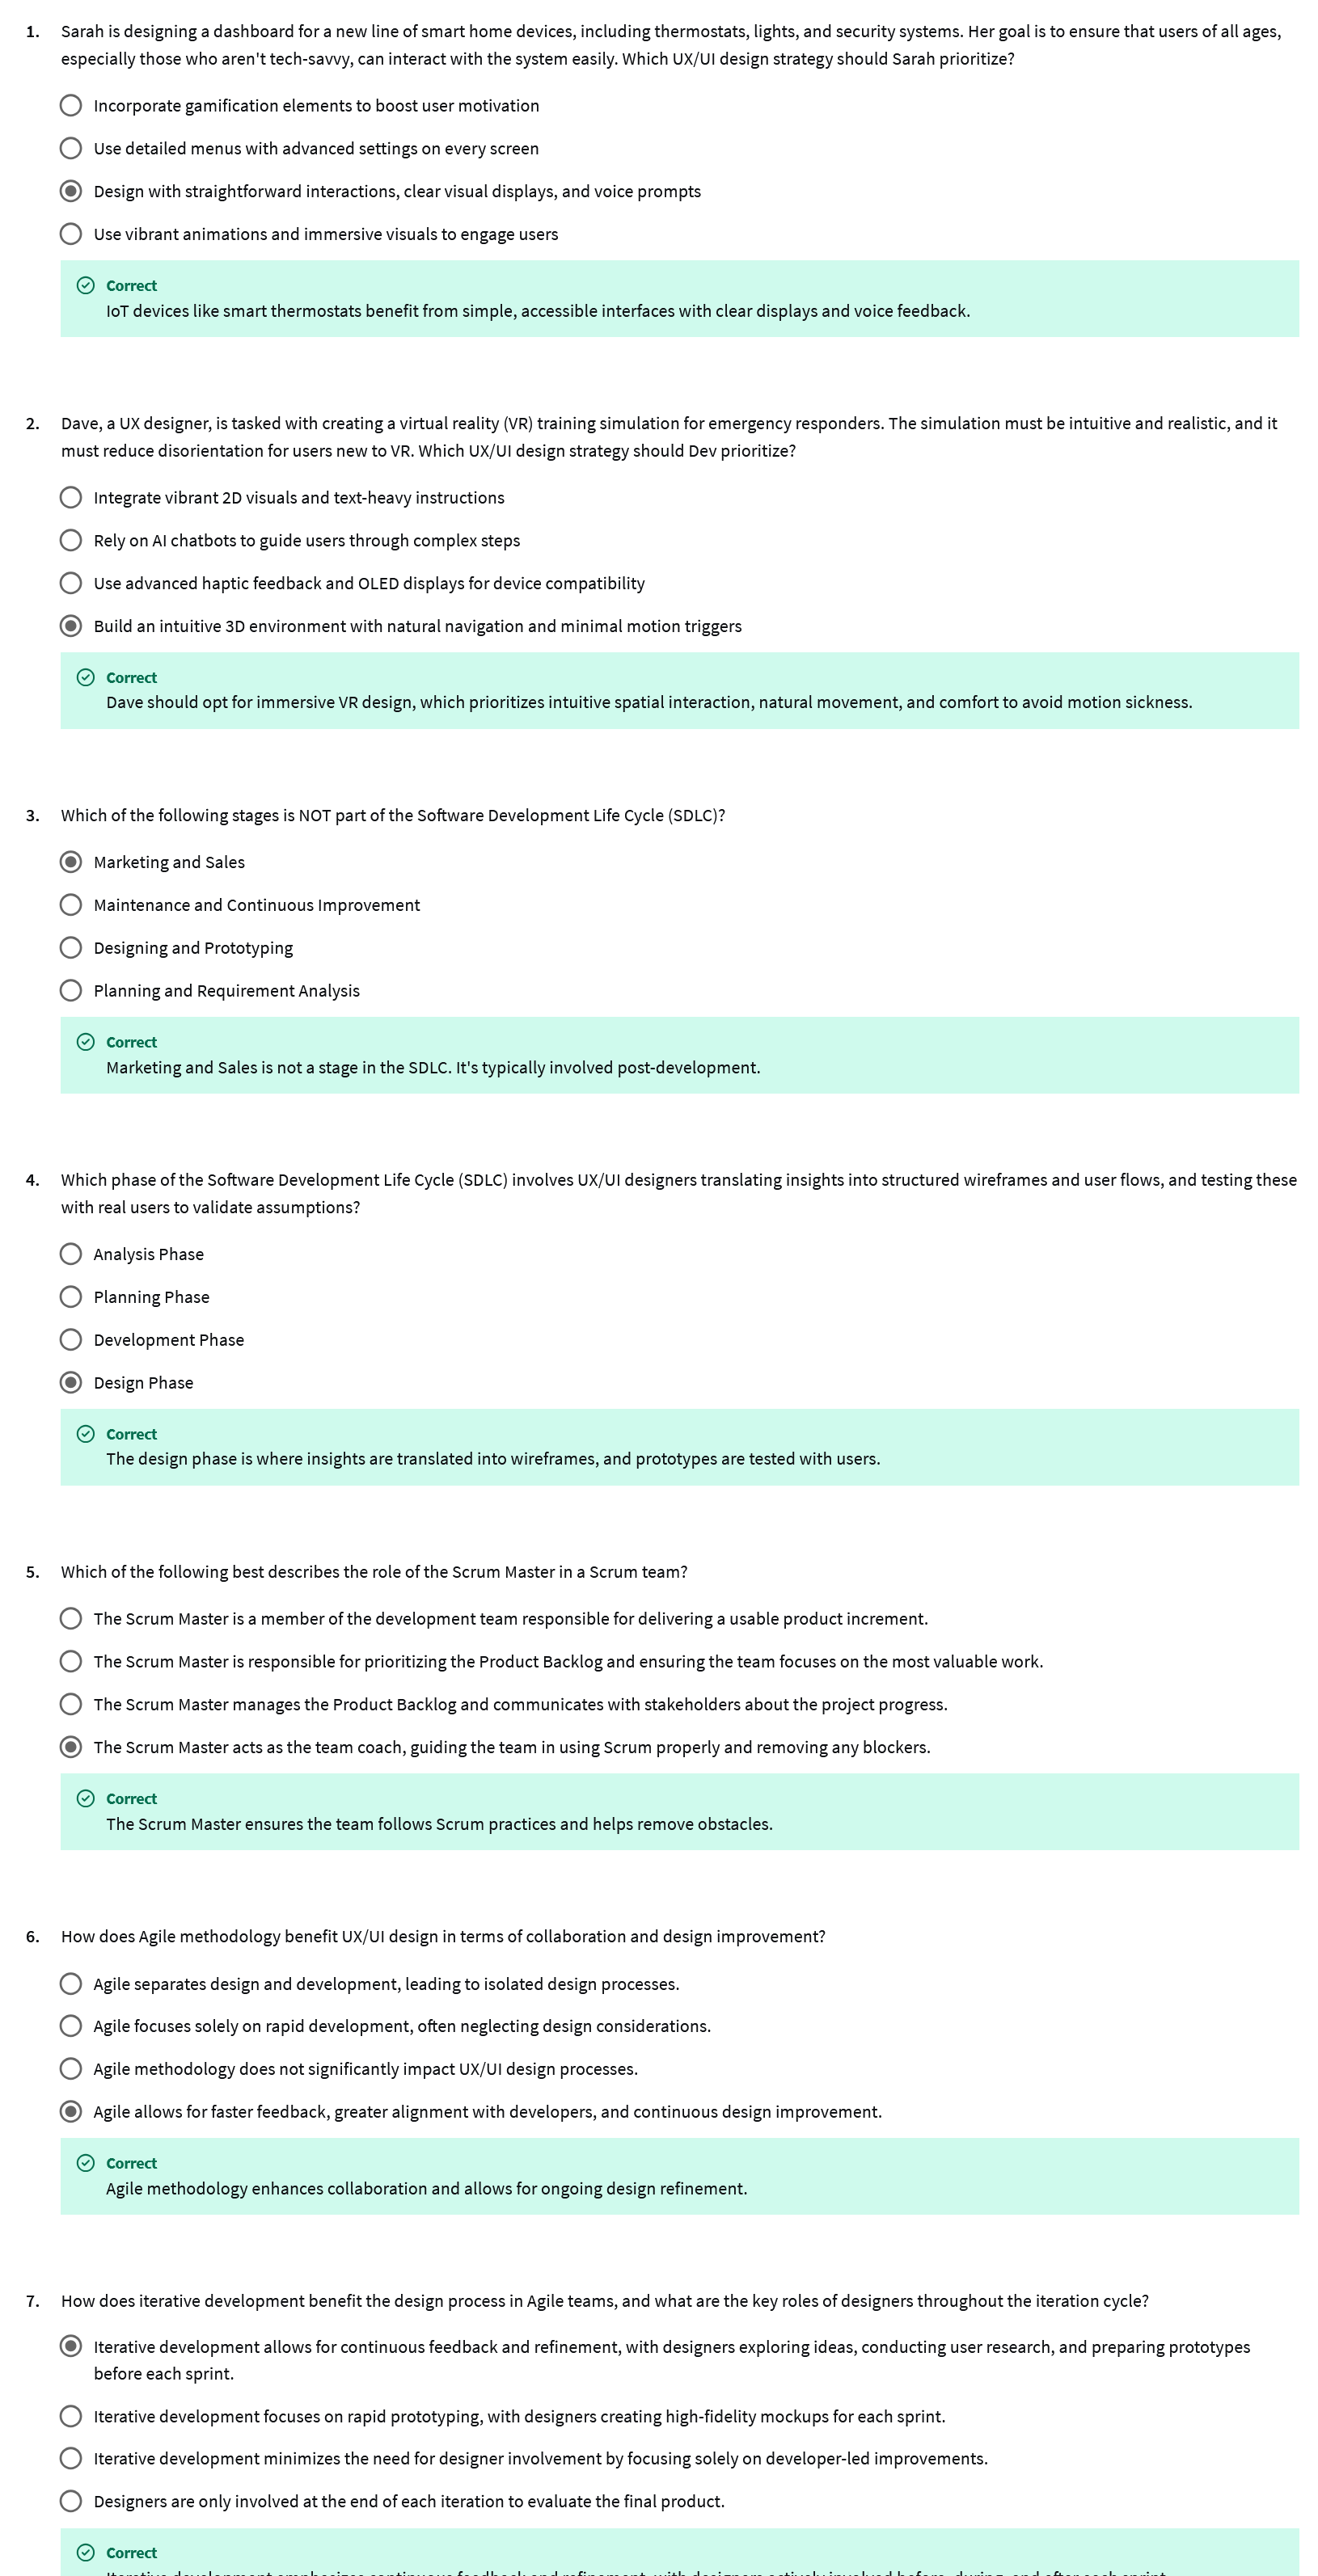 1. Sarah is designing a dashboard for a new line of smart home devices, including thermostats, lights, and security systems. Her goal is to ensure that users of all ages,
especially those who aren't tech-savvy, can interact with the system easily. Which UX/UI design strategy should Sarah prioritize?
Incorporate gamification elements to boost user motivation
Use detailed menus with advanced settings on every screen
Design with straightforward interactions, clear visual displays, and voice prompts
Use vibrant animations and immersive visuals to engage users
Correct
IoT devices like smart thermostats benefit from simple, accessible interfaces with clear displays and voice feedback.
2. Dave, a UX designer, is tasked with creating a virtual reality (VR) training simulation for emergency responders. The simulation must be intuitive and realistic, and it
must reduce disorientation for users new to VR. Which UX/UI design strategy should Dev prioritize?
Integrate vibrant 2D visuals and text-heavy instructions
Rely on AI chatbots to guide users through complex steps
Use advanced haptic feedback and OLED displays for device compatibility
Build an intuitive 3D environment with natural navigation and minimal motion triggers
Correct
Dave should opt for immersive VR design, which prioritizes intuitive spatial interaction, natural movement, and comfort to avoid motion sickness.
3. Which of the following stages is NOT part of the Software Development Life Cycle (SDLC)?
Marketing and Sales
Maintenance and Continuous Improvement
Designing and Prototyping
Planning and Requirement Analysis
Correct
Marketing and Sales is not a stage in the SDLC. It's typically involved post-development.
4. Which phase of the Software Development Life Cycle (SDLC) involves UX/UI designers translating insights into structured wireframes and user flows, and testing these
with real users to validate assumptions?
Analysis Phase
Planning Phase
Development Phase
Design Phase
Correct
The design phase is where insights are translated into wireframes, and prototypes are tested with users.
5. Which of the following best describes the role of the Scrum Master in a Scrum team?
The Scrum Master is a member of the development team responsible for delivering a usable product increment.
The Scrum Master is responsible for prioritizing the Product Backlog and ensuring the team focuses on the most valuable work.
The Scrum Master manages the Product Backlog and communicates with stakeholders about the project progress.
The Scrum Master acts as the team coach, guiding the team in using Scrum properly and removing any blockers.
Correct
The Scrum Master ensures the team follows Scrum practices and helps remove obstacles.
6. How does Agile methodology benefit UX/UI design in terms of collaboration and design improvement?
Agile separates design and development, leading to isolated design processes.
Agile focuses solely on rapid development, often neglecting design considerations.
Agile methodology does not significantly impact UX/UI design processes.
Agile allows for faster feedback, greater alignment with developers, and continuous design improvement.
Correct
Agile methodology enhances collaboration and allows for ongoing design refinement.
7. How does iterative development benefit the design process in Agile teams, and what are the key roles of designers throughout the iteration cycle?
Iterative development allows for continuous feedback and refinement, with designers exploring ideas, conducting user research, and preparing prototypes
before each sprint.
Iterative development focuses on rapid prototyping, with designers creating high-fidelity mockups for each sprint.
Iterative development minimizes the need for designer involvement by focusing solely on developer-led improvements.
Designers are only involved at the end of each iteration to evaluate the final product.
Correct